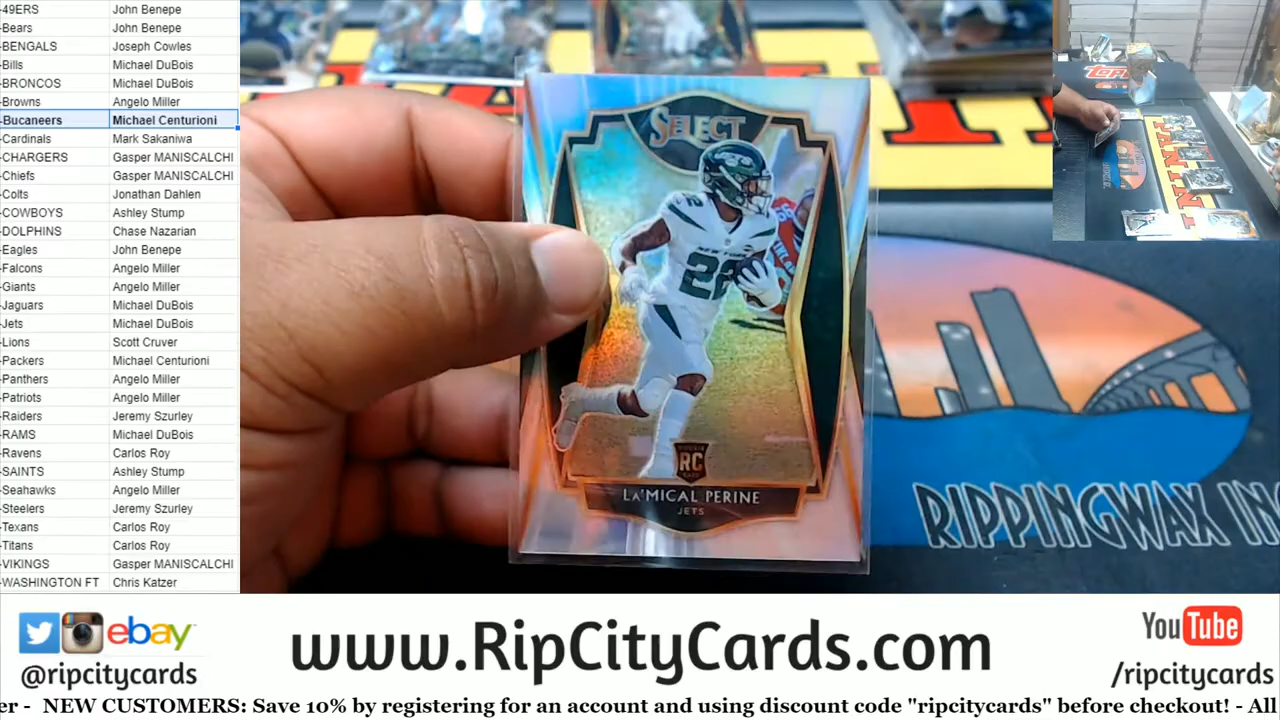 -49ERS John Benepe
-Bears John Benepe
-BENGALS Joseph Cowles
-Bills Michael DuBois
-BRONCOS Michael DuBois
-Browns Angelo Miller
-Bucaneers Michael Centurioni
-Cardinals Mark Sakaniwa
-CHARGERS Gasper MANISCALCHI
-Chiefs Gasper MANISCALCHI
-Colts Jonathan Dahlen
-COWBOYS Ashley Stump
-DOLPHINS Chase Nazarian
-Eagles John Benepe
-Falcons Angelo Miller
-Giants Angelo Miller
-Jaguars Michael DuBois
-Jets Michael DuBois
-Lions Scott Cruver
-Packers Michael Centurioni
-Panthers Angelo Miller
-Patriots Angelo Miller
-Raiders Jeremy Szurley
-RAMS Michael DuBois
-Ravens Carlos Roy
-SAINTS Ashley Stump
-Seahawks Angelo Miller
-Steelers Jeremy Szurley
-Texans Carlos Roy
-Titans Carlos Roy
-VIKINGS Gasper MANISCALCHI
-WASHINGTON FT Chris Katzer
SELECT
22
RC
LA'MICAL PERINE
JETS
topps
PANINI
RIPPINGWAX IN
ebay
@ripcitycards
www.RipCityCards.com
YouTube
/ripcitycards
er - NEW CUSTOMERS: Save 10% by registering for an account and using discount code "ripcitycards" before checkout! - All